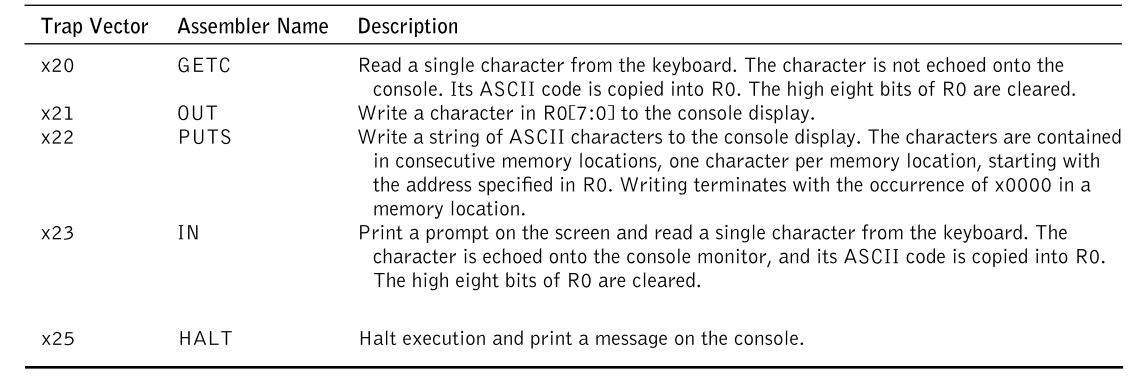 Trap Vector Assembler Name Description
x20 GETC Read a single character from the keyboard. The character is not echoed onto the
console. Its ASCII code is copied into R0. The high eight bits of R0 are cleared.
x21 OUT Write a character in R0[7:0] to the console display.
x22 PUTS Write a string of ASCII characters to the console display. The characters are contained
in consecutive memory locations, one character per memory location, starting with
the address specified in R0. Writing terminates with the occurrence of x0000 in a
memory location.
x23 IN Print a prompt on the screen and read a single character from the keyboard. The
character is echoed onto the console monitor, and its ASCII code is copied into R0.
The high eight bits of R0 are cleared.
x25 HALT Halt execution and print a message on the console.